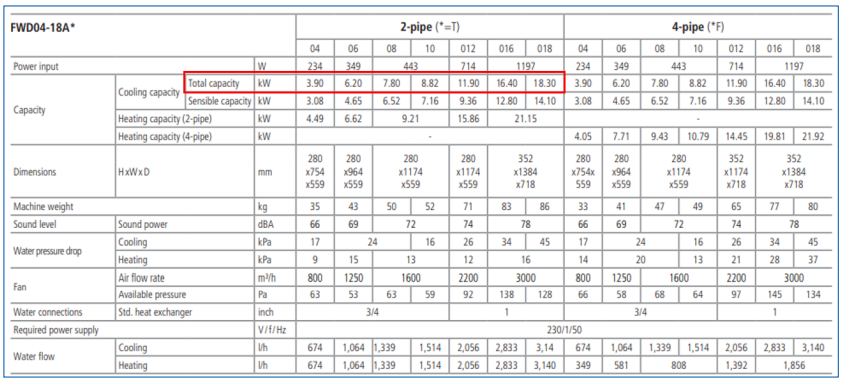 FWD04-18A* 2-pipe (*=T) 4-pipe (*F)
04 06 08 10 012 016 018 04 06 08 10 012 016 018
Power input W 234 349 443 714 1197 234 349 443 714 1197
Capacity Cooling capacity Total capacity kW 3.90 6.20 7.80 8.82 11.90 16.40 18.30 3.90 6.20 7.80 8.82 11.90 16.40 18.30
Sensible capacity kW 3.08 4.65 6.52 7.16 9.36 12.80 14.10 3.08 4.65 6.52 7.16 9.36 12.80 14.10
Heating capacity (2-pipe) kW 4.49 6.62 9.21 15.86 21.15 -
Heating capacity (4-pipe) kW - 4.05 7.71 9.43 10.79 14.45 19.81 21.92
280 280 280 280 352 280 280 280 352 352
Dimensions HxWxD mm x754 x964 x1174 x1174 x1384 x754x x964 x1174 x1174 x1384
x559 x559 x559 x559 x718 559 x559 x559 x718 x718
Machine weight kg 35 43 50 52 71 83 86 33 41 47 49 65 77 80
Sound level Sound power dBA 66 69 72 74 78 66 69 72 74 78
Water pressure drop Cooling kPa 17 24 16 26 34 45 17 24 16 26 34 45
Heating kPa 9 15 13 12 16 14 20 13 21 28 37
Fan Air flow rate m³/h 800 1250 1600 2200 3000 800 1250 1600 2200 3000
Available pressure Pa 63 53 63 59 92 138 128 66 58 68 64 97 145 134
Water connections Std. heat exchanger inch 3/4 1 3/4 1
Required power supply V/f/Hz 230/1/50
Water flow Cooling l/h 674 1,064 1,339 1,514 2,056 2,833 3,14 674 1,064 1,339 1,514 2,056 2,833 3,140
Heating l/h 674 1,064 1,339 1,514 2,056 2,833 3,140 349 581 808 1,392 1,856